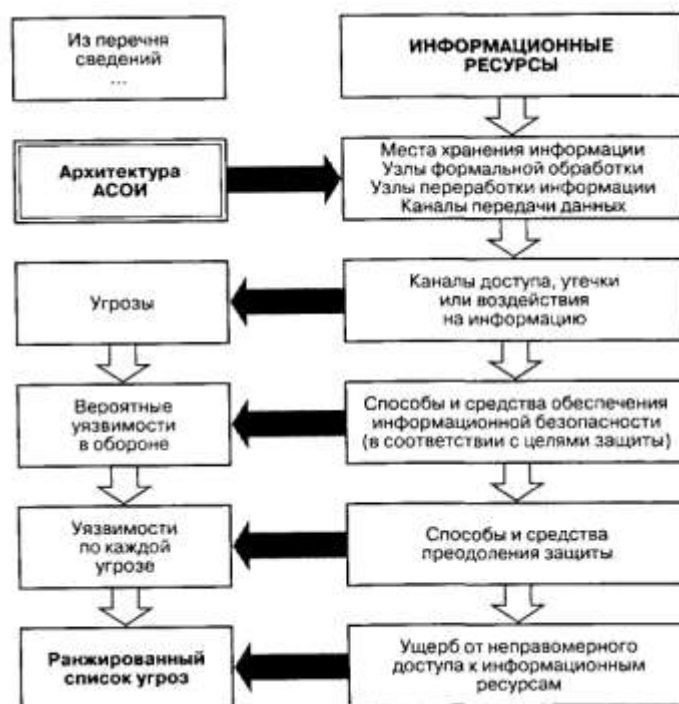 Из перечня
сведений
...
ИНФОРМАЦИОННЫЕ
РЕСУРСЫ
Архитектура
АСОИ
Места хранения информации
Узлы формальной обработки
Узлы переработки информации
Каналы передачи данных
Угрозы
Каналы доступа, утечки
или воздействия
на информацию
Вероятные
уязвимости
в обороне
Способы и средства обеспечения
информационной безопасности
(в соответствии с целями защиты)
Уязвимости
по каждой
угрозе
Способы и средства
преодоления защиты
Ранжированный
список угроз
Ущерб от неправомерного
доступа к информационным
ресурсам